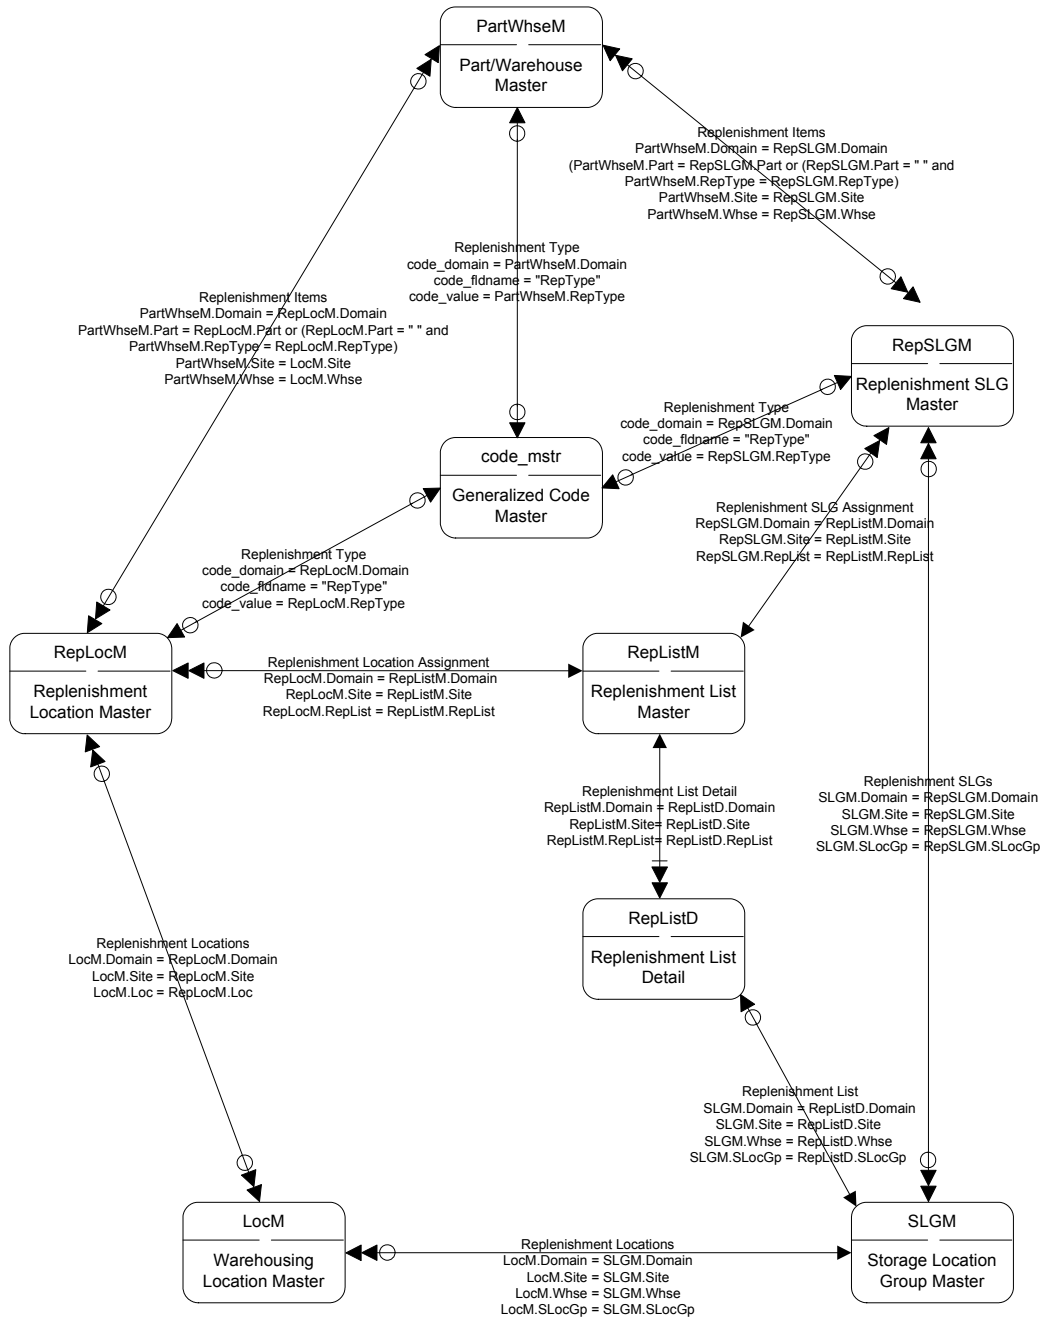 PartWhseM
Part/Warehouse
Master
Replenishment Items
PartWhseM.Domain = RepSLGM.Domain
(PartWhseM.Part = RepSLGM.Part or (RepSLGM.Part = " " and
PartWhseM.RepType = RepSLGM.RepType)
PartWhseM.Site = RepSLGM.Site
PartWhseM.Whse = RepSLGM.Whse
Replenishment Type
code_domain = PartWhseM.Domain
code_fldname = "RepType"
code_value = PartWhseM.RepType
Replenishment Items
PartWhseM.Domain = RepLocM.Domain
PartWhseM.Part = RepLocM.Part or (RepLocM.Part = " " and
PartWhseM.RepType = RepLocM.RepType)
PartWhseM.Site = LocM.Site
PartWhseM.Whse = LocM.Whse
RepSLGM
Replenishment SLG
Master
Replenishment Type
code_domain = RepSLGM.Domain
code_fldname = "RepType"
code_value = RepSLGM.RepType
code_mstr
Generalized Code
Master
Replenishment SLG Assignment
RepSLGM.Domain = RepListM.Domain
RepSLGM.Site = RepListM.Site
RepSLGM.RepList = RepListM.RepList
Replenishment Type
code_domain = RepLocM.Domain
code_fldname = "RepType"
code_value = RepLocM.RepType
RepLocM
Replenishment
Location Master
Replenishment Location Assignment
RepLocM.Domain = RepListM.Domain
RepLocM.Site = RepListM.Site
RepLocM.RepList = RepListM.RepList
RepListM
Replenishment List
Master
Replenishment List Detail
RepListM.Domain = RepListD.Domain
RepListM.Site= RepListD.Site
RepListM.RepList= RepListD.RepList
Replenishment SLGs
SLGM.Domain = RepSLGM.Domain
SLGM.Site = RepSLGM.Site
SLGM.Whse = RepSLGM.Whse
SLGM.SLocGp = RepSLGM.SLocGp
RepListD
Replenishment List
Detail
Replenishment Locations
LocM.Domain = RepLocM.Domain
LocM.Site = RepLocM.Site
LocM.Loc = RepLocM.Loc
Replenishment List
SLGM.Domain = RepListD.Domain
SLGM.Site = RepListD.Site
SLGM.Whse = RepListD.Whse
SLGM.SLocGp = RepListD.SLocGp
LocM
Warehousing
Location Master
Replenishment Locations
LocM.Domain = SLGM.Domain
LocM.Site = SLGM.Site
LocM.Whse = SLGM.Whse
LocM.SLocGp = SLGM.SLocGp
SLGM
Storage Location
Group Master